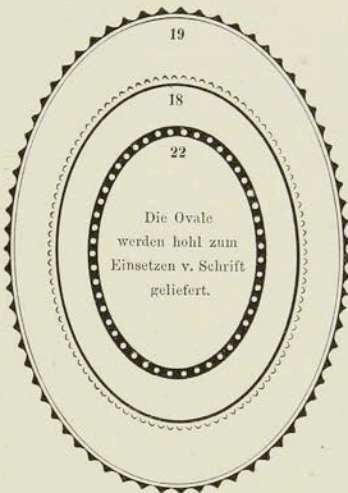 19
18
22
Die Ovale
werden hohl zum
Einsetzen v. Schrift
geliefert.